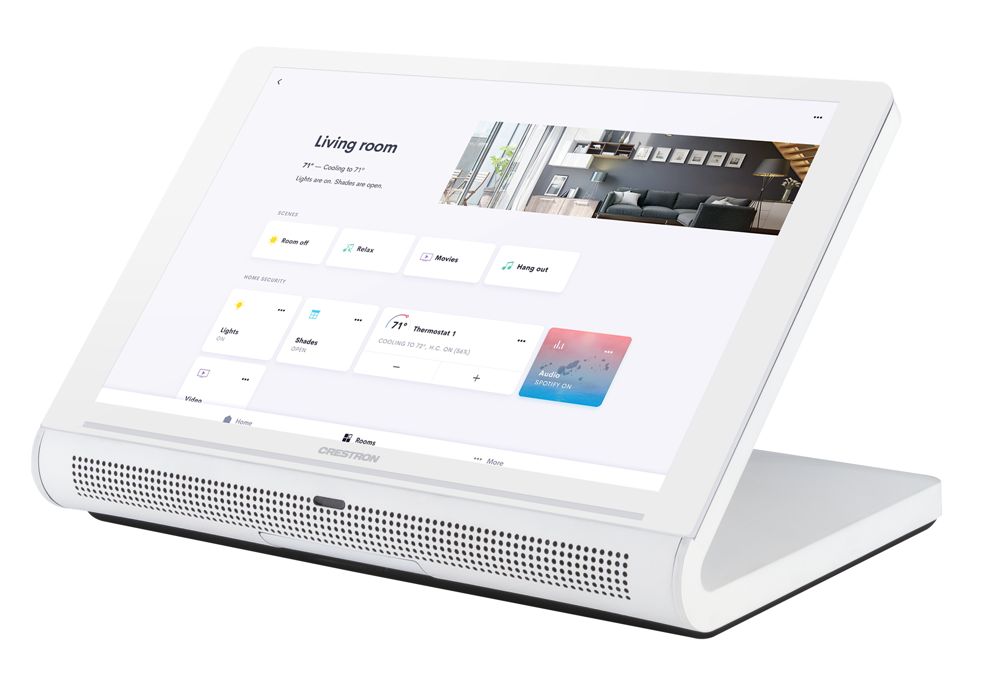 Living room
71° — Cooling to 71°
Lights are on. Shades are open.
SCENES
Room off
Relax
Movies
Hang out
HOME SECURITY
Lights
ON
Shades
OPEN
71° Thermostat 1
COOLING TO 72°, H.C. ON (56%)
− +
Audio
SPOTIFY ON
Video
Home
Rooms
More
CRESTRON